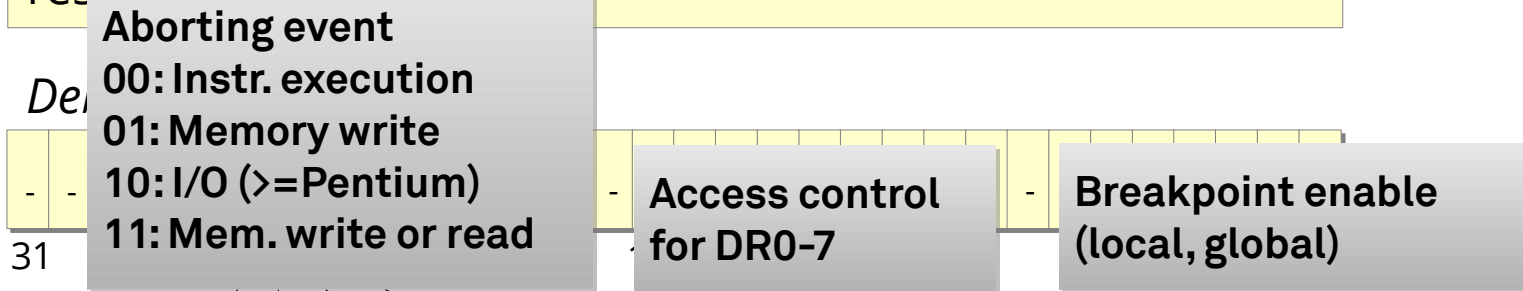 Aborting event
00: Instr. execution
01: Memory write
10: I/O (>=Pentium)
11: Mem. write or read
- - - -
Access control
for DR0-7
Breakpoint enable
(local, global)
31